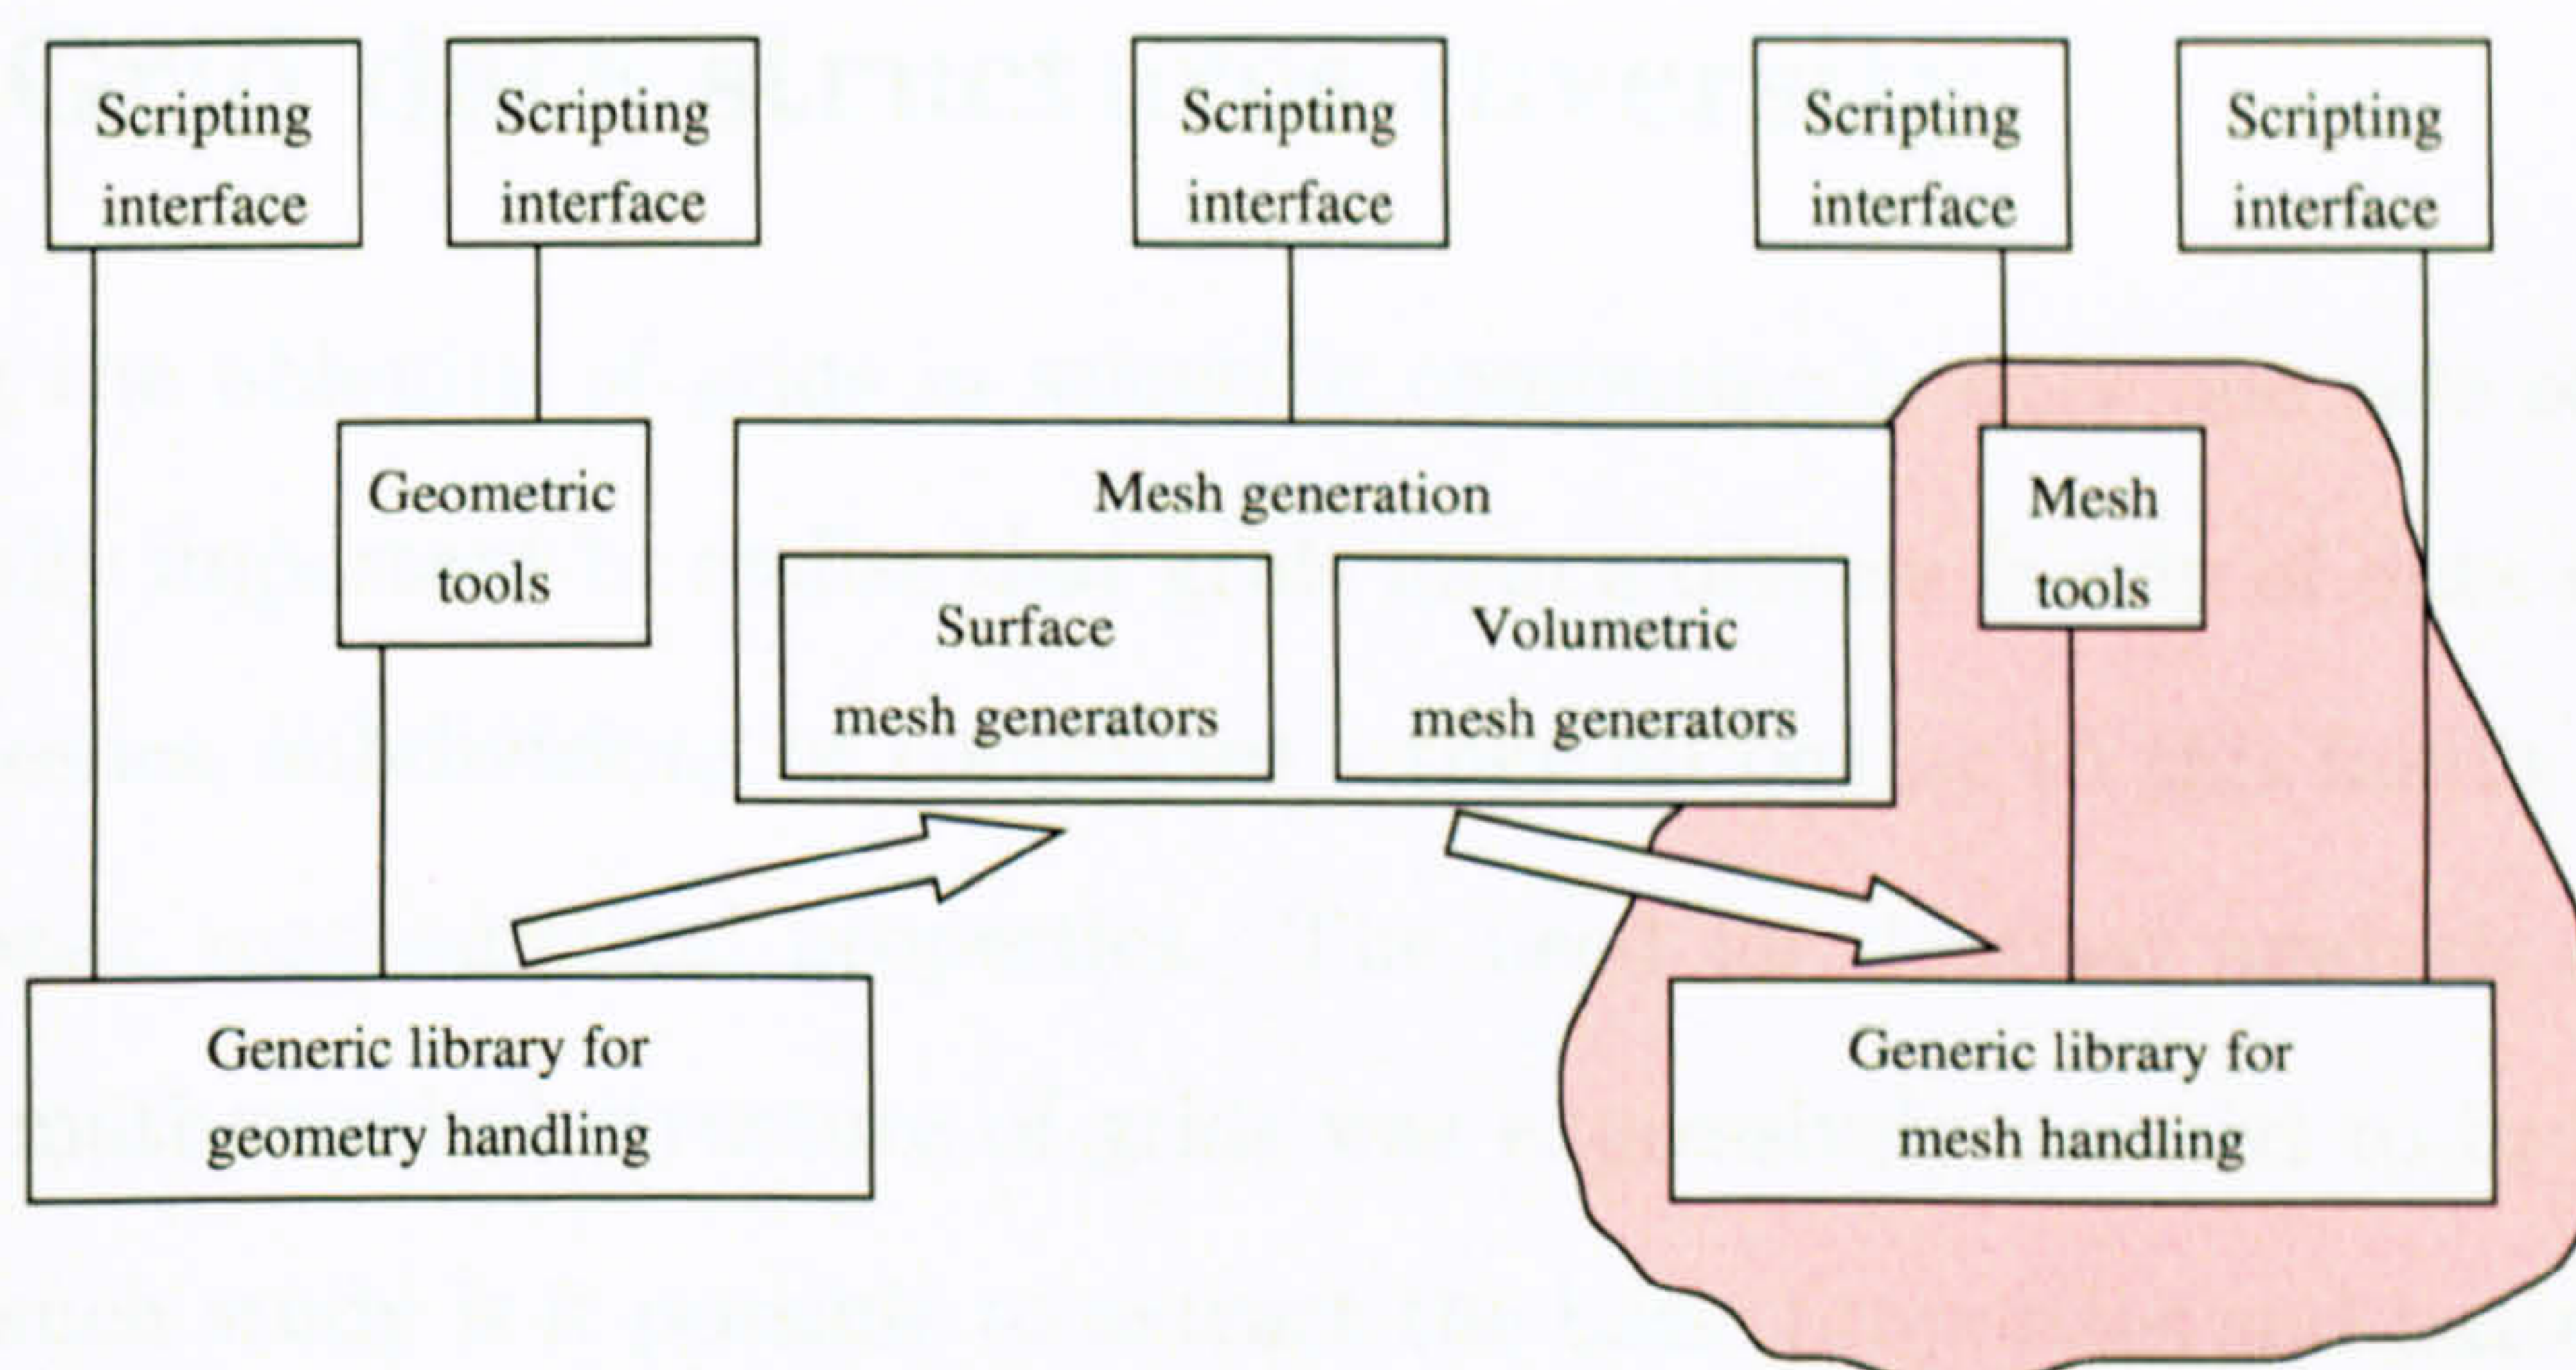 Scripting
interface
Scripting
interface
Scripting
interface
Scripting
interface
Scripting
interface
Geometric
tools
Mesh generation
Mesh
tools
Surface
mesh generators
Volumetric
mesh generators
Generic library for
geometry handling
Generic library for
mesh handling